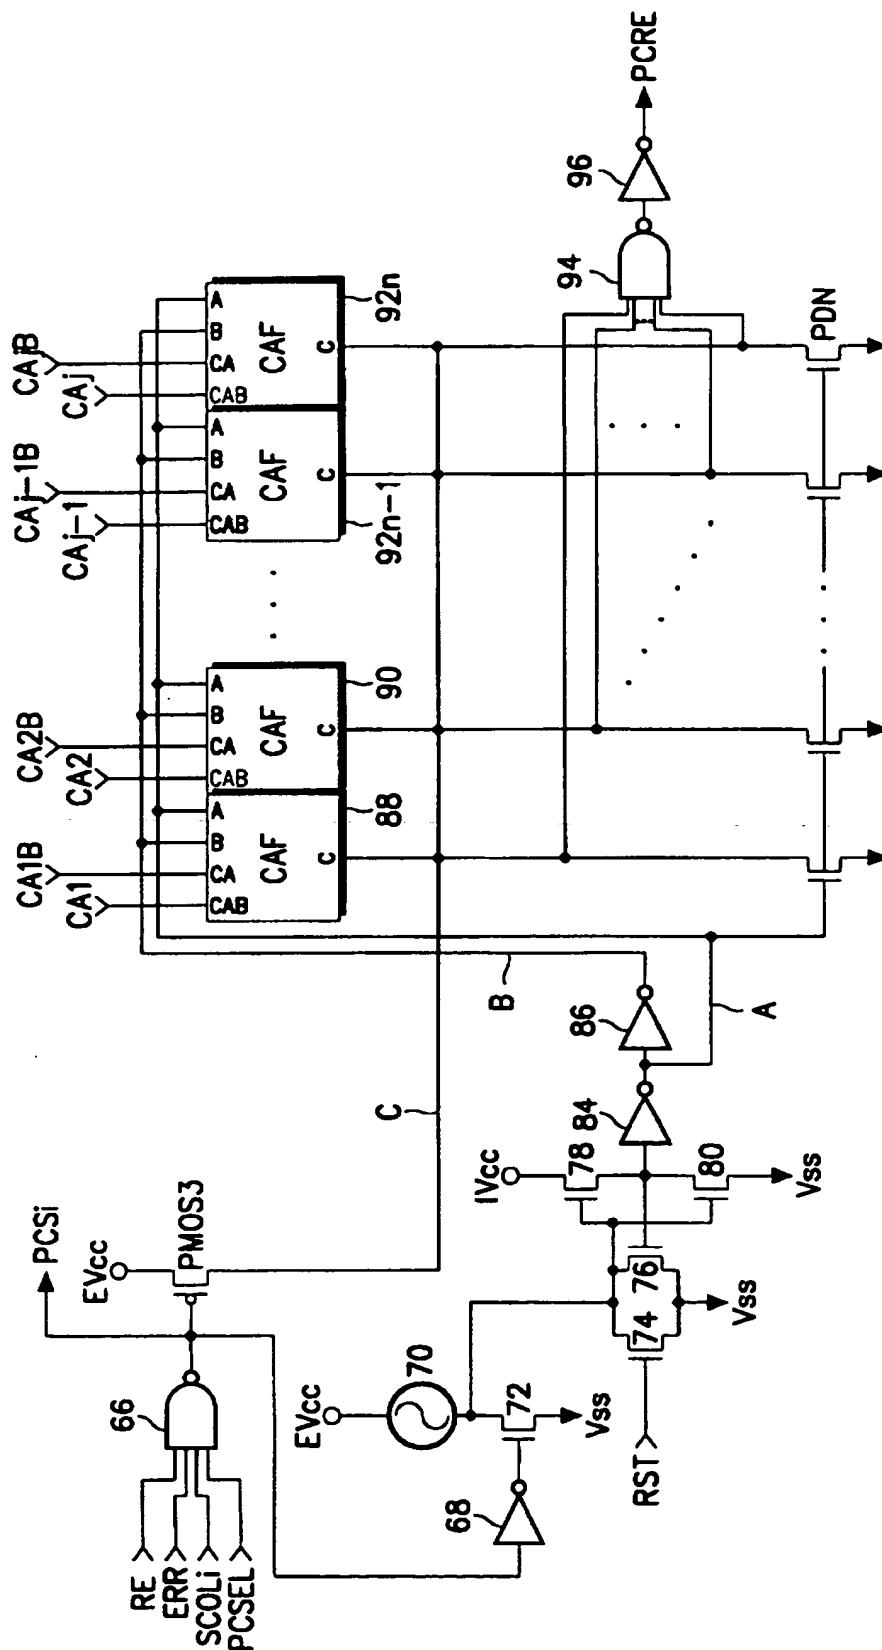 RE
ERR
SCOLi
PCSEL
66
PCSi
EVcc
PMOS3
C
68
EVcc
70
72
Vss
RST
74
76
Vss
IVcc
78
80
Vss
84
86
B
A
CA1
CA1B
CAB
CA
B
A
CAF
C
88
CA2
CA2B
CAB
CA
B
A
CAF
C
90
CAj-1
CAj-1B
CAB
CA
B
A
CAF
C
92n-1
CAj
CAjB
CAB
CA
B
A
CAF
C
92n
94
96
PCRE
PDN